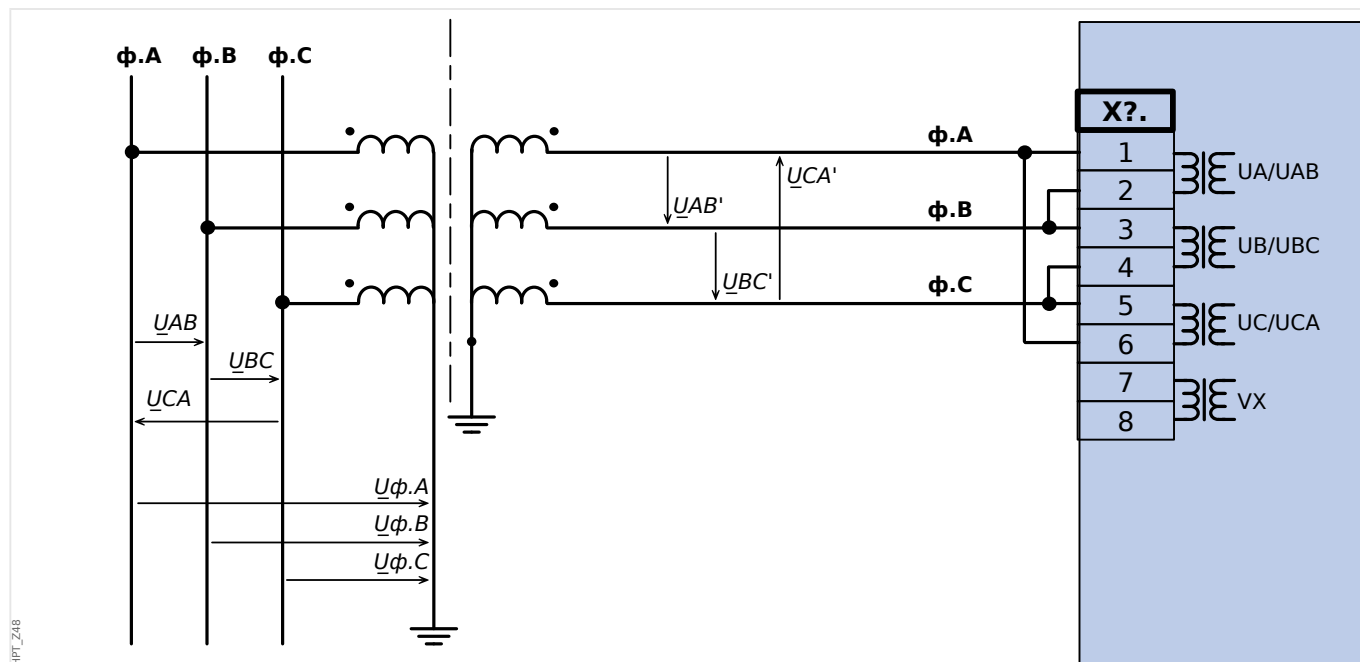 ф.A ф.B ф.C
X?.
ф.A
1
UA/UAB
UCA'
2
UAB'
ф.B
3
UB/UBC
4
UBC'
ф.C
5
UC/UCA
UAB
6
UBC
7
VX
UCA
8
Uф.A
Uф.B
Uф.C